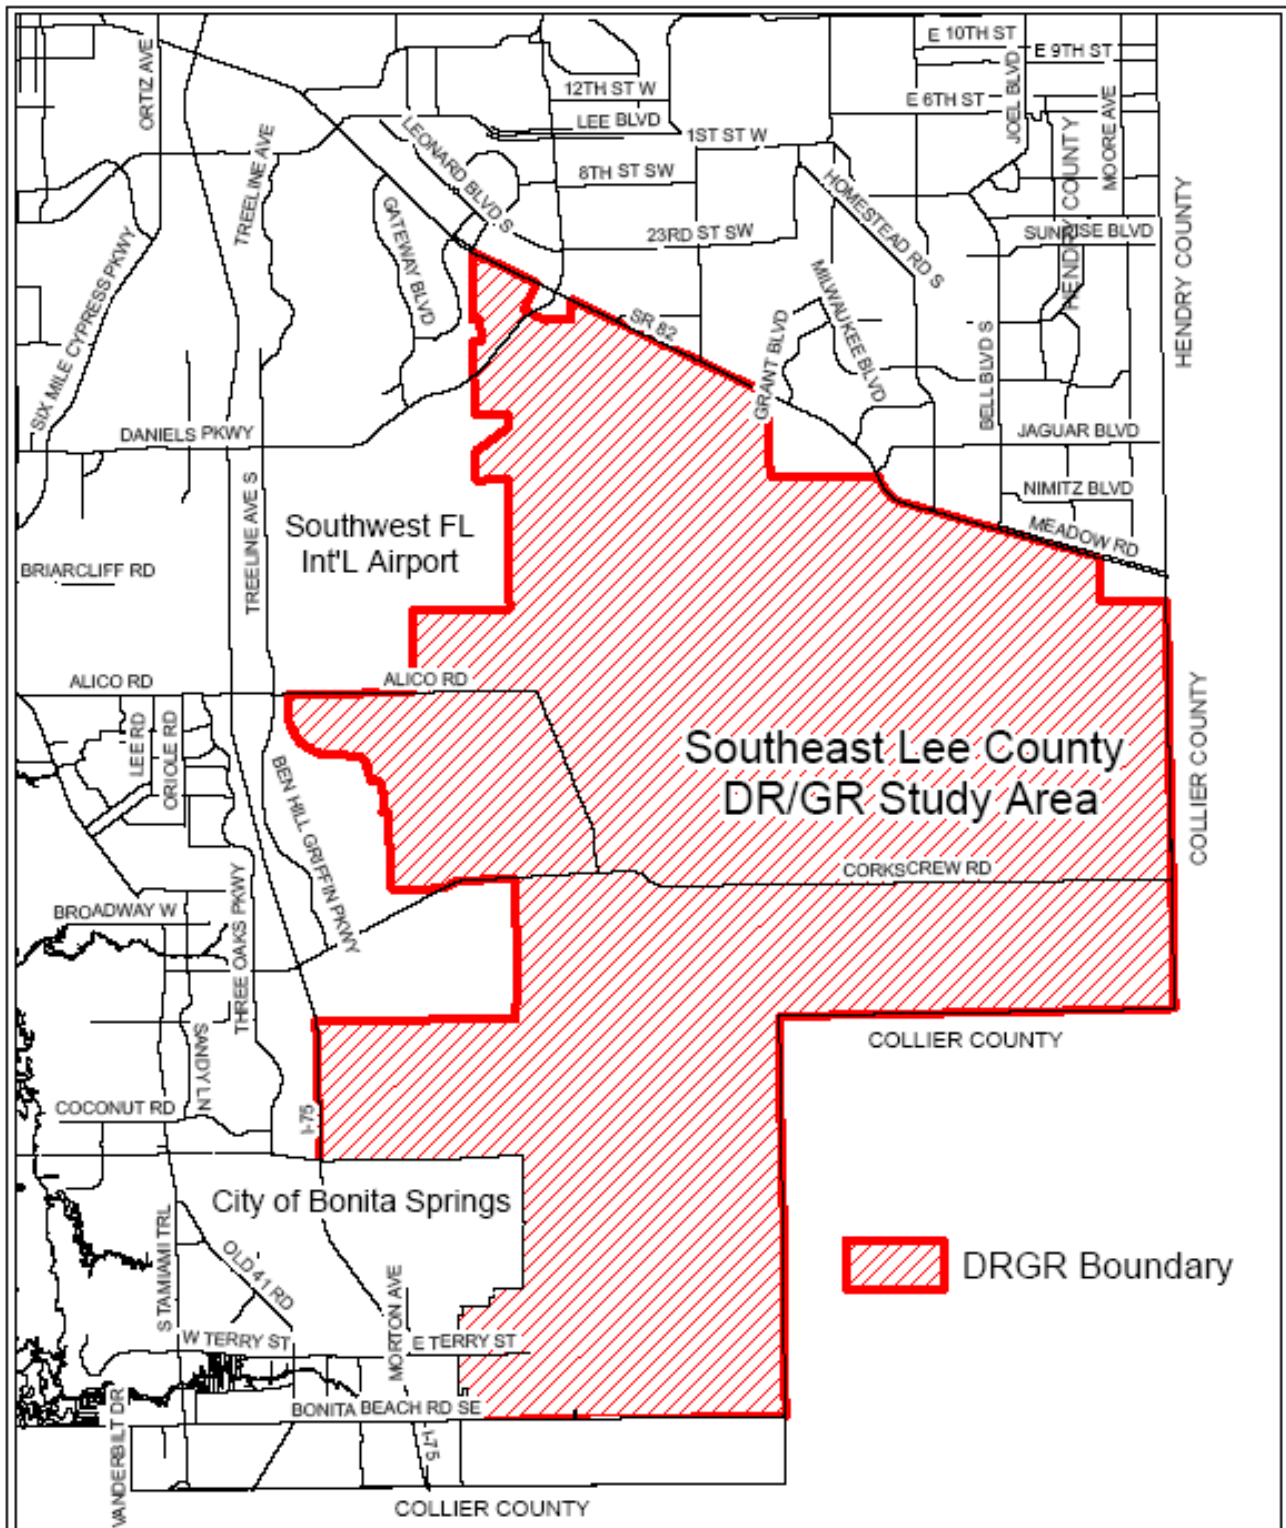 E 10TH ST
E 9TH ST
ORTIZ AVE
JOEL BLVD
12TH ST W
E 6TH ST
MOORE AVE
LEE BLVD
1ST ST W
LEONARD BLVD S
TREELINE AVE
8TH ST SW
HOMESTEAD RD S
HENDRY COUNTY
HENDRY COUNTY
GATEWAY BLVD
23RD ST SW
SUNRISE BLVD
SIX MILE CYPRESS PKWY
MILWAUKEE BLVD
SR 82
GRANT BLVD
BELL BLVD S
DANIELS PKWY
JAGUAR BLVD
TREELINE AVE S
NIMITZ BLVD
Southwest FL
Int'L Airport
MEADOW RD
BRIARCLIFF RD
ALICO RD
ALICO RD
COLLIER COUNTY
LEE RD
ORIOLE RD
BEN HILL GRIFFIN PKWY
Southeast Lee County
DR/GR Study Area
CORKSCREW RD
BROADWAY W
THREE OAKS PKWY
SANDY LN
COLLIER COUNTY
COCONUT RD
I-75
City of Bonita Springs
S TAMIAMI TRL
OLD 41 RD
DRGR Boundary
MORTON AVE
W TERRY ST
E TERRY ST
VANDERBILT DR
BONITA BEACH RD SE
I-75
COLLIER COUNTY